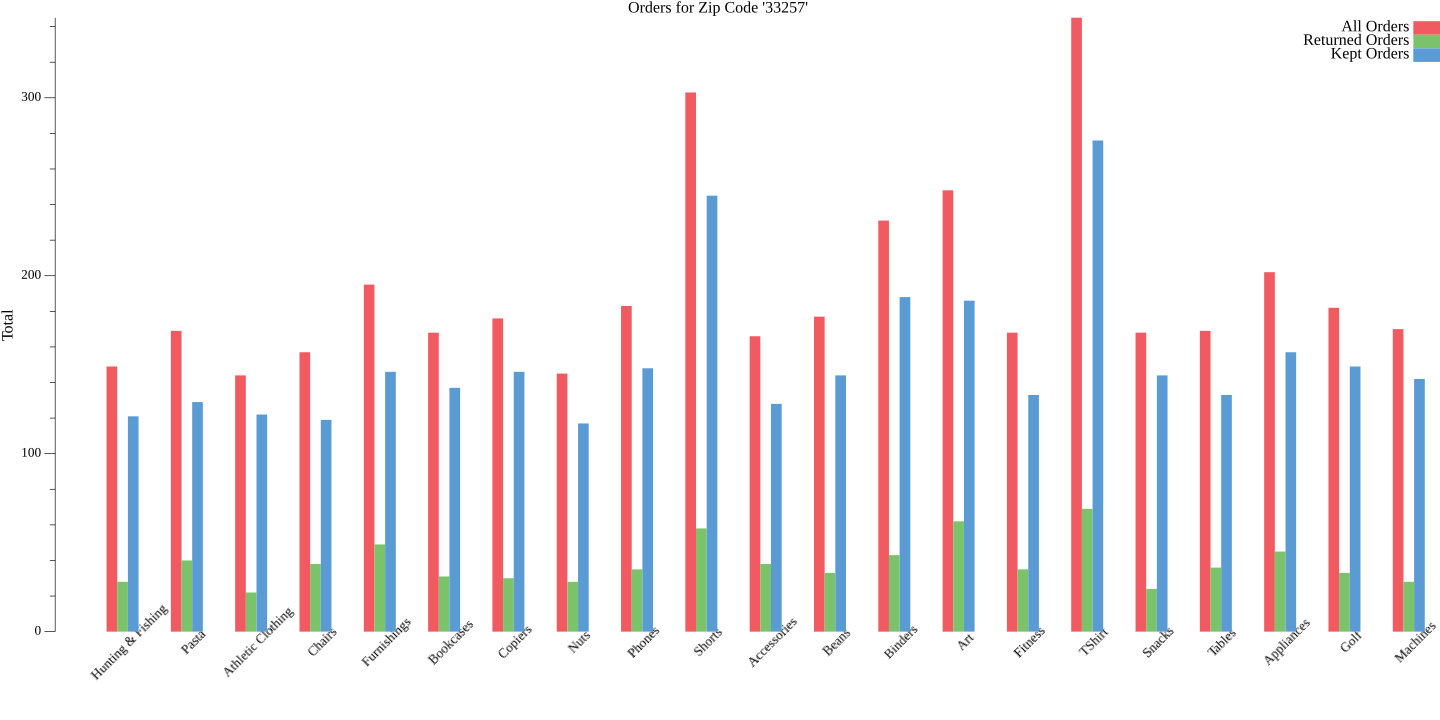 Orders for Zip Code '33257'
All Orders
Returned Orders
Kept Orders
Total
300
200
100
0
Hunting & Fishing
Pasta
Athletic Clothing
Chairs
Furnishings
Bookcases
Copiers
Nuts
Phones
Shorts
Accessories
Beans
Binders
Art
Fitness
TShirt
Snacks
Tables
Appliances
Golf
Machines